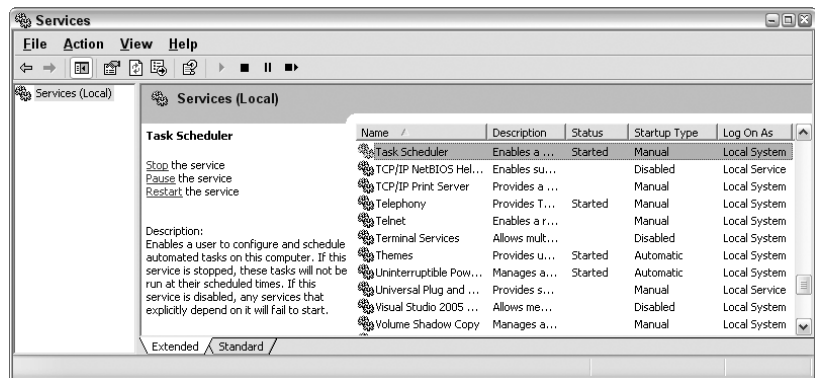 Services
File Action View Help
Services (Local)
Services (Local)
Task Scheduler
Stop the service
Pause the service
Restart the service
Description:
Enables a user to configure and schedule
automated tasks on this computer. If this
service is stopped, these tasks will not be
run at their scheduled times. If this
service is disabled, any services that
explicitly depend on it will fail to start.
Name Description Status Startup Type Log On As
Task Scheduler Enables a ... Started Manual Local System
TCP/IP NetBIOS Hel... Enables su... Disabled Local Service
TCP/IP Print Server Provides a ... Manual Local System
Telephony Provides T... Started Manual Local System
Telnet Enables a r... Manual Local System
Terminal Services Allows mult... Disabled Local System
Themes Provides u... Started Automatic Local System
Uninterruptible Pow... Manages a... Started Automatic Local System
Universal Plug and ... Provides s... Manual Local Service
Visual Studio 2005 ... Allows me... Disabled Local System
Volume Shadow Copy Manages a... Manual Local System
Extended Standard